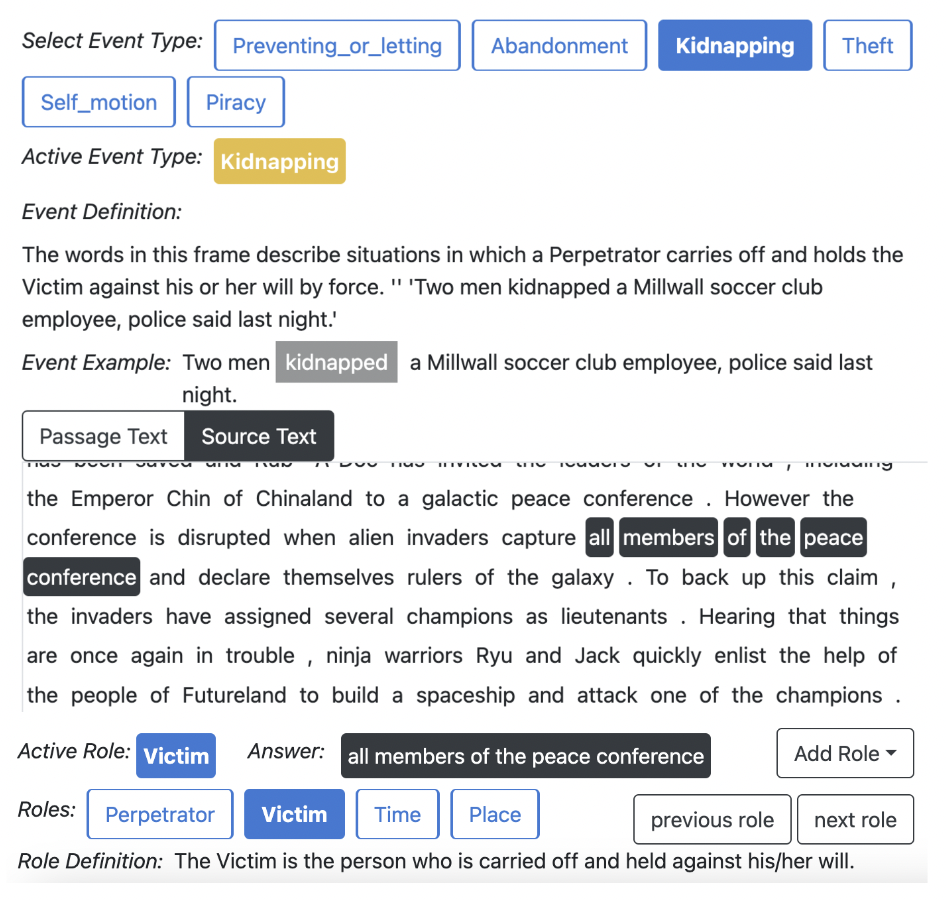 Select Event Type: Preventing_or_letting Abandonment Kidnapping Theft
Self_motion Piracy
Active Event Type: Kidnapping
Event Definition:
The words in this frame describe situations in which a Perpetrator carries off and holds the
Victim against his or her will by force. '' 'Two men kidnapped a Millwall soccer club
employee, police said last night.'
Event Example: Two men kidnapped a Millwall soccer club employee, police said last
night.
Passage Text Source Text
has been saved and Rub - A-Doc has invited the leaders of the world , including
the Emperor Chin of Chinaland to a galactic peace conference . However the
conference is disrupted when alien invaders capture all members of the peace
conference and declare themselves rulers of the galaxy . To back up this claim ,
the invaders have assigned several champions as lieutenants . Hearing that things
are once again in trouble , ninja warriors Ryu and Jack quickly enlist the help of
the people of Futureland to build a spaceship and attack one of the champions .
Active Role: Victim Answer: all members of the peace conference Add Role
Roles: Perpetrator Victim Time Place previous role next role
Role Definition: The Victim is the person who is carried off and held against his/her will.